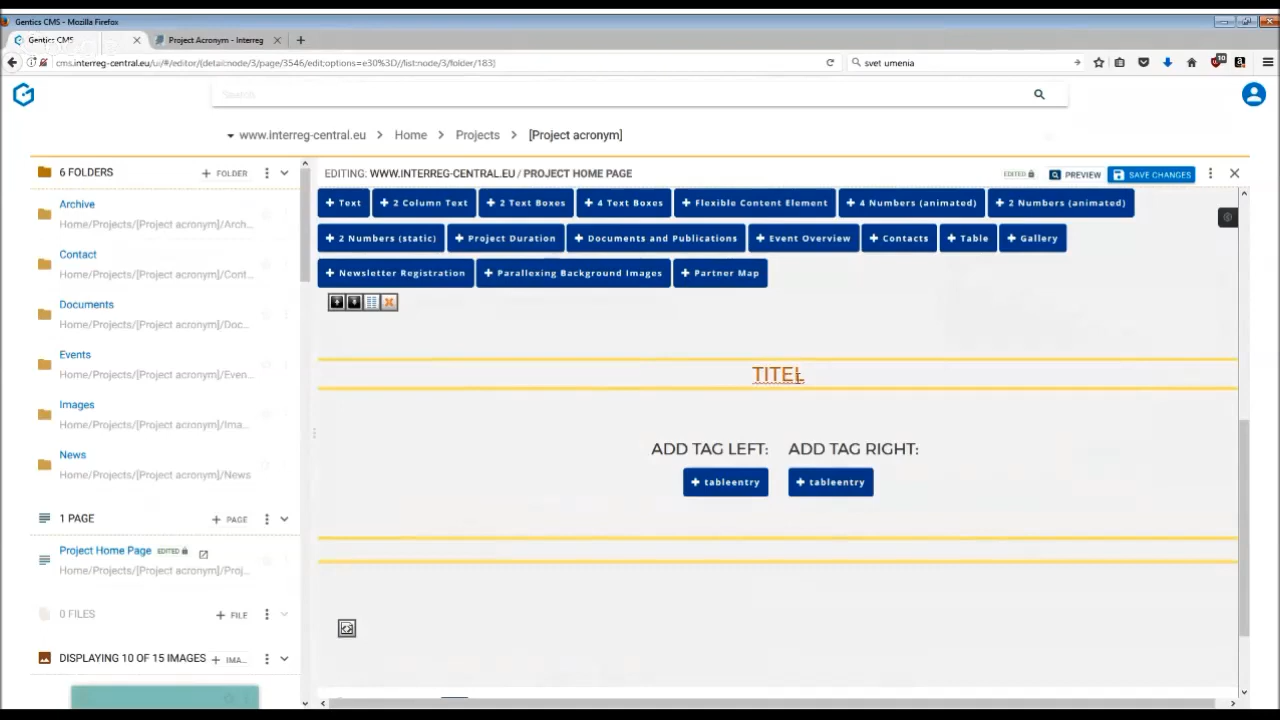 Gentics CMS - Mozilla Firefox
Gentics CMS
Project Acronym - Interreg
cms.interreg-central.eu/ui/#/editor/(detail:node/3/page/3546/edit;options=e30%3D//list:node/3/folder/183)
svet umenia
10
Search
www.interreg-central.eu > Home > Projects > [Project acronym]
6 FOLDERS
+ FOLDER
Archive
Home/Projects/[Project acronym]/Arch...
Contact
Home/Projects/[Project acronym]/Cont...
Documents
Home/Projects/[Project acronym]/Doc...
Events
Home/Projects/[Project acronym]/Even...
Images
Home/Projects/[Project acronym]/Ima...
News
Home/Projects/[Project acronym]/News
1 PAGE
+ PAGE
Project Home Page EDITED
Home/Projects/[Project acronym]/Proj...
0 FILES
+ FILE
DISPLAYING 10 OF 15 IMAGES
+ IMA...
EDITING: WWW.INTERREG-CENTRAL.EU / PROJECT HOME PAGE
EDITED
PREVIEW
SAVE CHANGES
+ Text
+ 2 Column Text
+ 2 Text Boxes
+ 4 Text Boxes
+ Flexible Content Element
+ 4 Numbers (animated)
+ 2 Numbers (animated)
+ 2 Numbers (static)
+ Project Duration
+ Documents and Publications
+ Event Overview
+ Contacts
+ Table
+ Gallery
+ Newsletter Registration
+ Parallexing Background Images
+ Partner Map
TITEL
ADD TAG LEFT:
ADD TAG RIGHT:
+ tableentry
+ tableentry